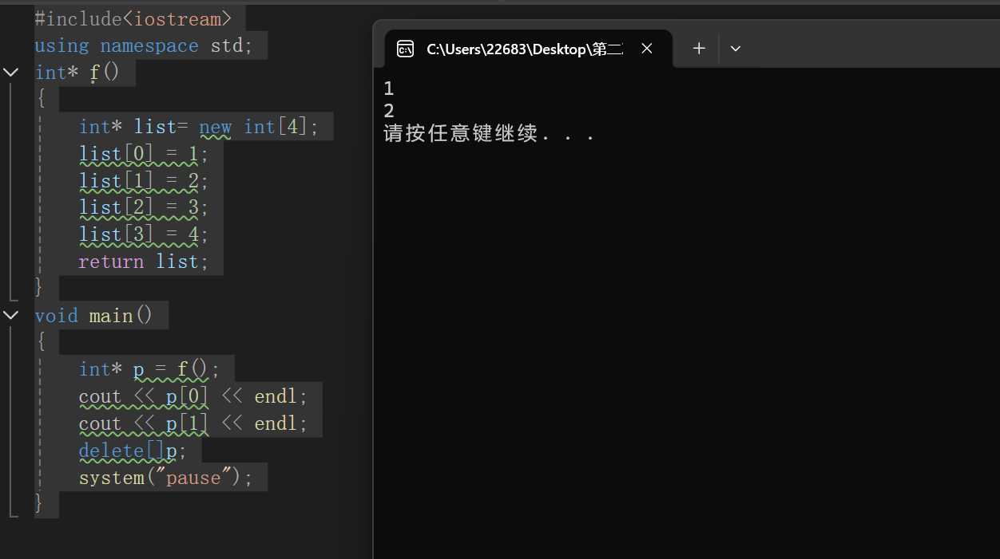 #include<iostream>
using namespace std;
int* f()
{
int* list= new int[4];
list[0] = 1;
list[1] = 2;
list[2] = 3;
list[3] = 4;
return list;
}
void main()
{
int* p = f();
cout << p[0] << endl;
cout << p[1] << endl;
delete[]p;
system("pause");
}
C:\Users\22683\Desktop\第二
1
2
请按任意键继续. . .